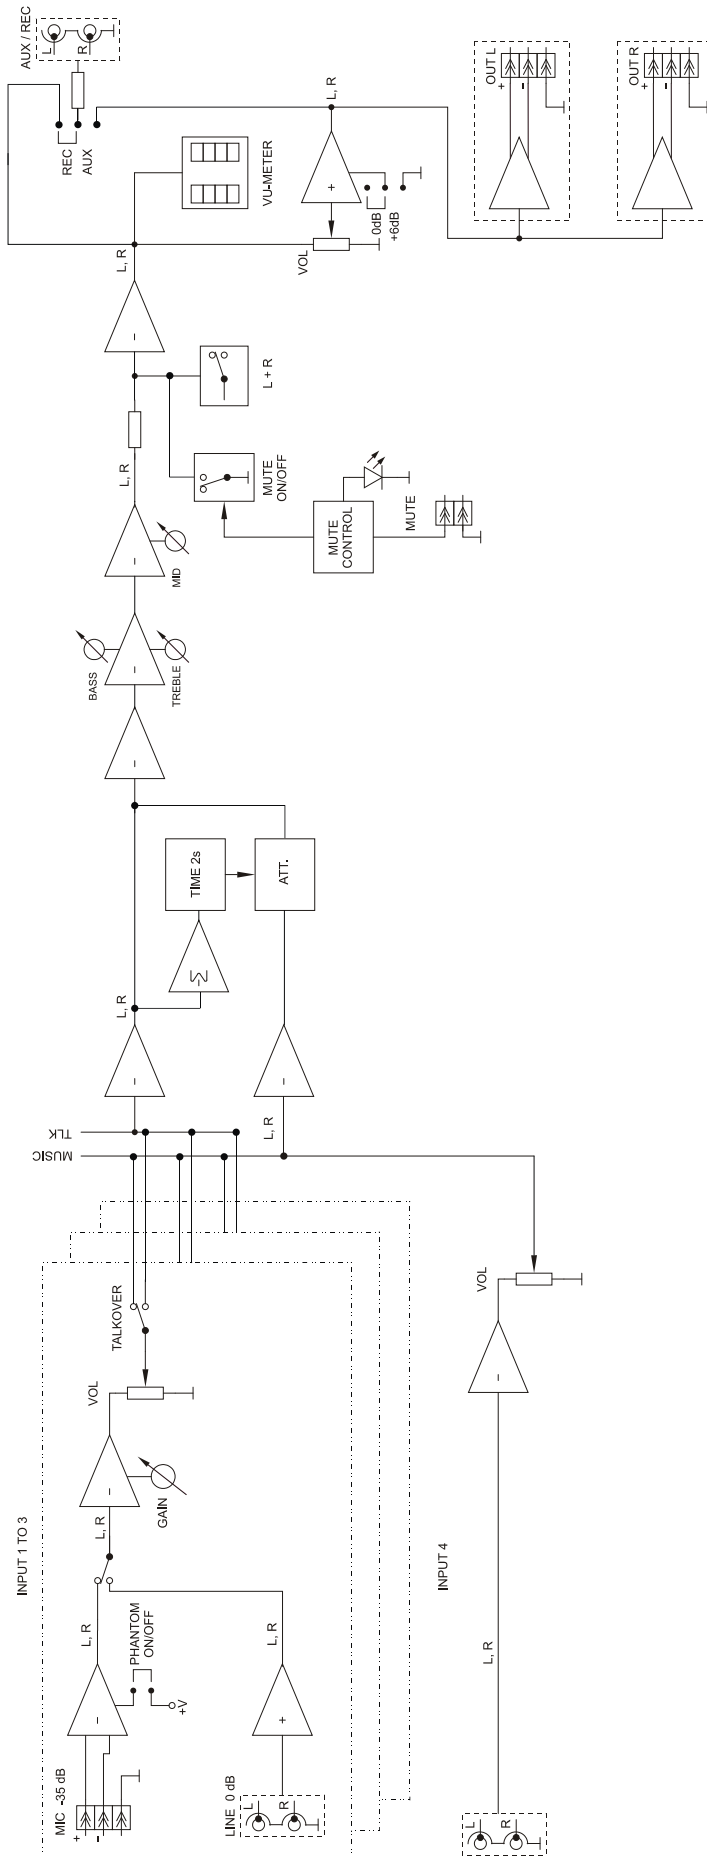 INPUT 1 TO 3
MIC -35 dB
+
-
L, R
PHANTOM
ON/OFF
+V
LINE 0 dB
L
R
+
L, R
L, R
GAIN
VOL
TALKOVER
INPUT 4
L
R
L, R
VOL
MUSIC
TLK
L, R
L, R
TIME 2s
ATT.
BASS
TREBLE
MID
L, R
MUTE
ON/OFF
L + R
MUTE
CONTROL
MUTE
L, R
VU-METER
VOL
+
0dB
+6dB
L, R
REC
AUX
AUX / REC
L
R
OUT L
+
-
OUT R
+
-